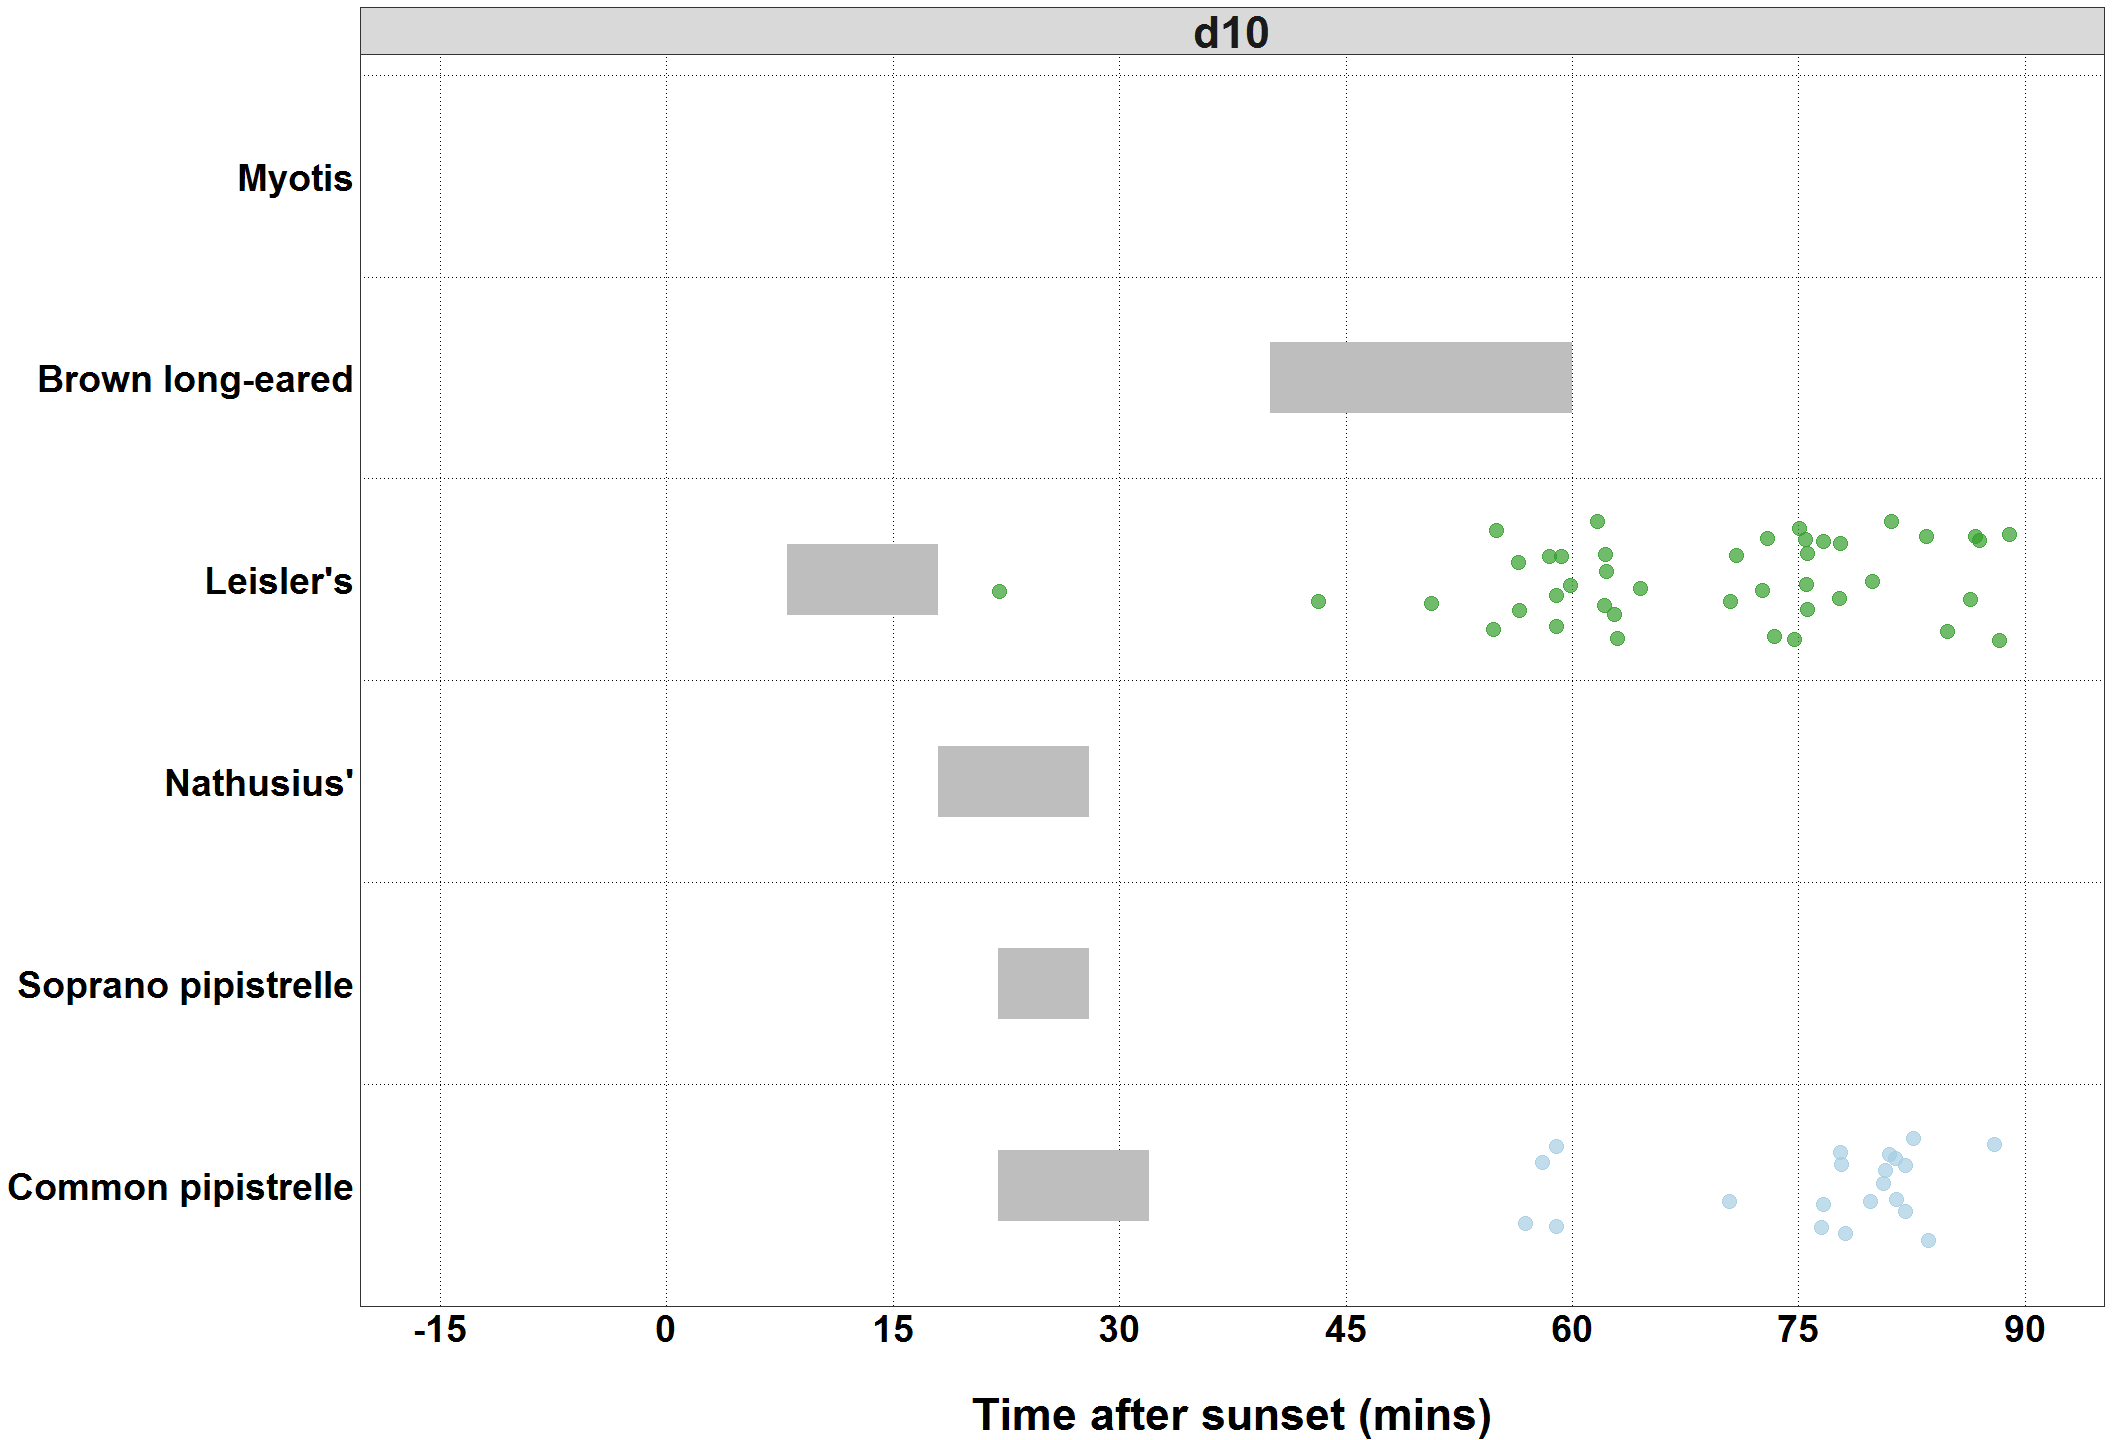 d10
Myotis
Brown long-eared
Leisler's
Nathusius'
Soprano pipistrelle
Common pipistrelle
-15 0 15 30 45 60 75 90
Time after sunset (mins)